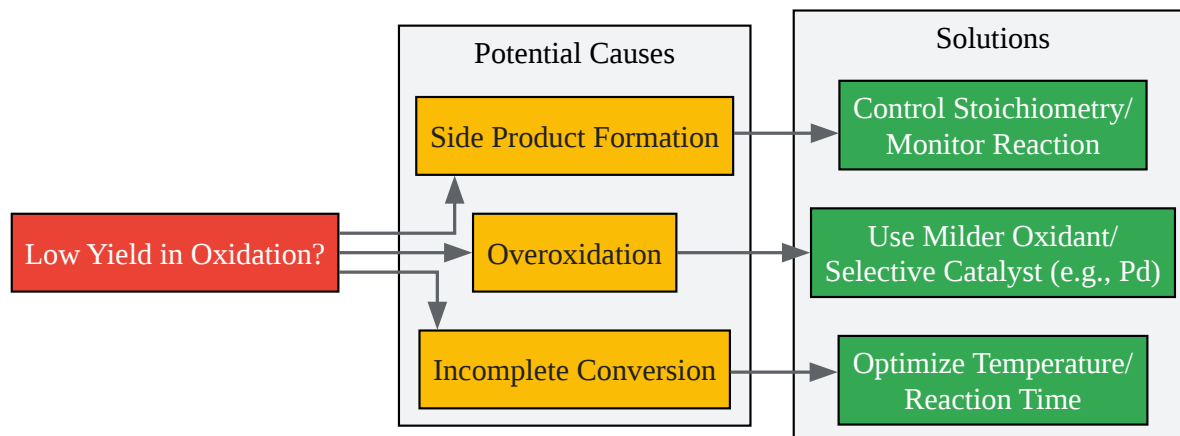 Low Yield in Oxidation?
Potential Causes
Side Product Formation
Overoxidation
Incomplete Conversion
Solutions
Control Stoichiometry/
Monitor Reaction
Use Milder Oxidant/
Selective Catalyst (e.g., Pd)
Optimize Temperature/
Reaction Time